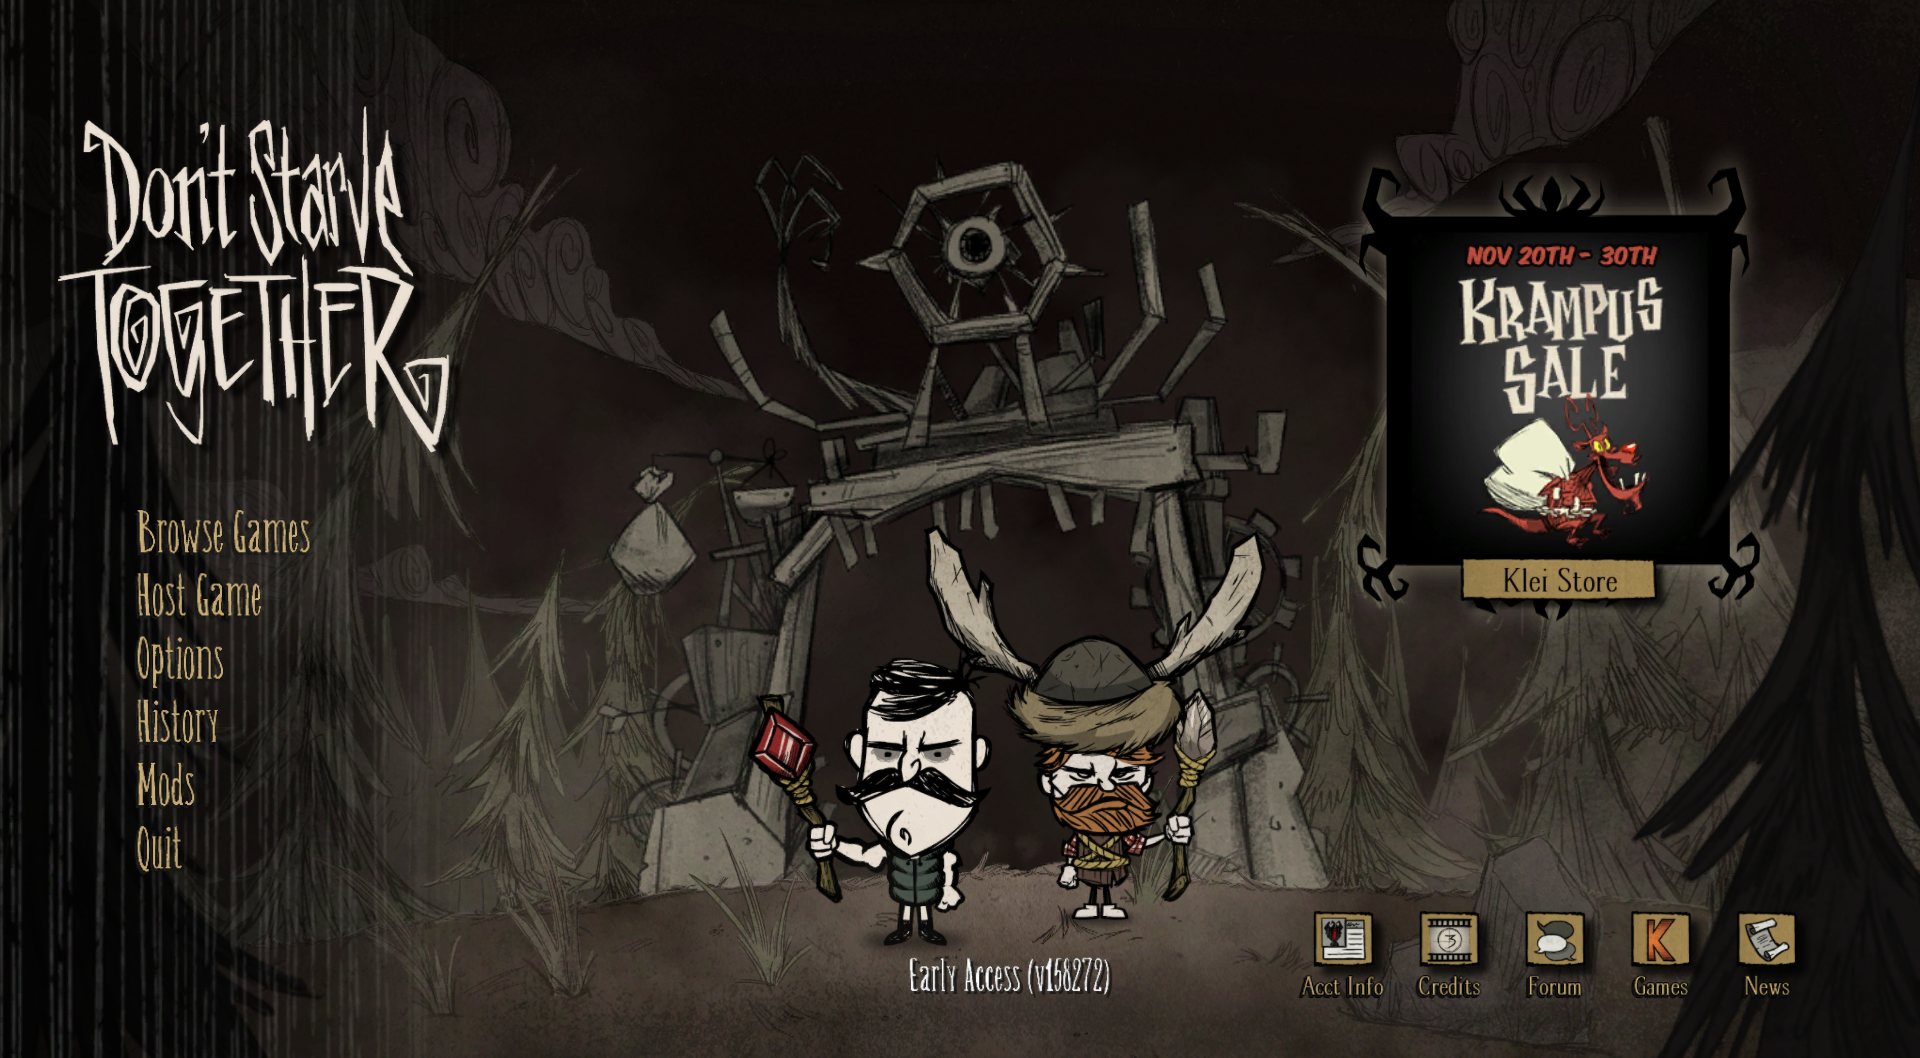 Don't Starve
Together
Browse Games
Host Game
Options
History
Mods
Quit
NOV 20TH - 30TH
KRAMPUS
SALE
Klei Store
Early Access (v158272)
3
K
Acct Info
Credits
Forum
Games
News